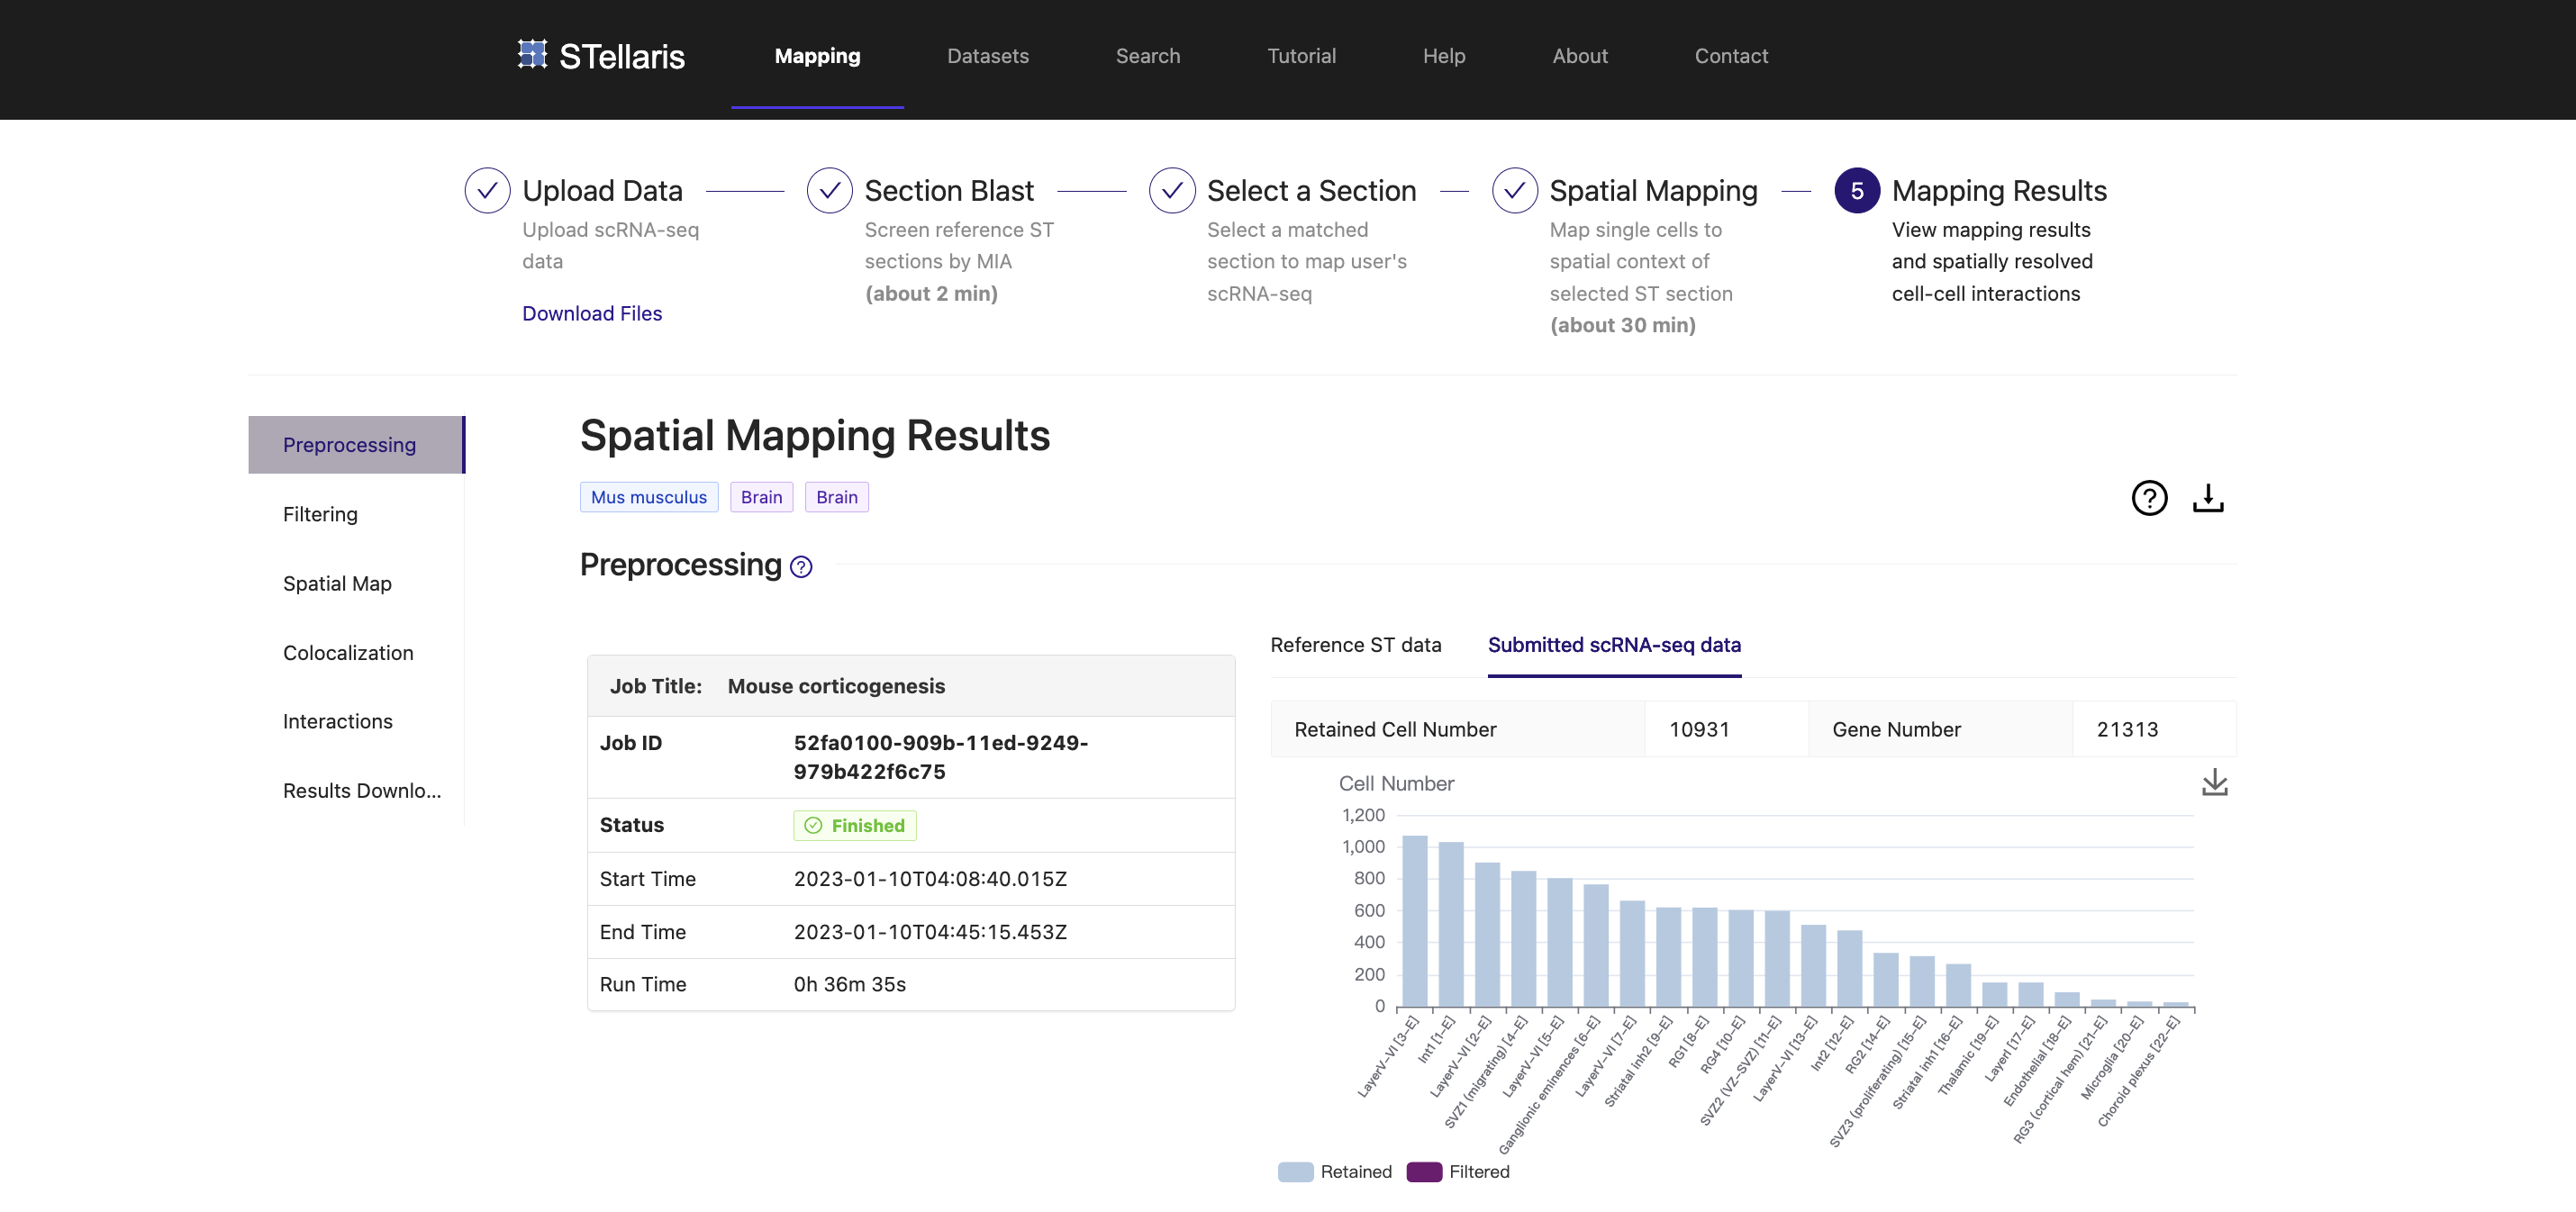 STellaris
Mapping
Datasets
Search
Tutorial
Help
About
Contact
Upload Data
Upload scRNA-seq
data
Download Files
Section Blast
Screen reference ST
sections by MIA
(about 2 min)
Select a Section
Select a matched
section to map user's
scRNA-seq
Spatial Mapping
Map single cells to
spatial context of
selected ST section
(about 30 min)
5
Mapping Results
View mapping results
and spatially resolved
cell-cell interactions
Preprocessing
Filtering
Spatial Map
Colocalization
Interactions
Results Downlo...
Spatial Mapping Results
Mus musculus
Brain
Brain
?
Preprocessing ?
Job Title: Mouse corticogenesis
Job ID 52fa0100-909b-11ed-9249-
979b422f6c75
Status Finished
Start Time 2023-01-10T04:08:40.015Z
End Time 2023-01-10T04:45:15.453Z
Run Time 0h 36m 35s
Reference ST data
Submitted scRNA-seq data
Retained Cell Number 10931 Gene Number 21313
Cell Number
1,200
1,000
800
600
400
200
0
LayerV-VI [3-E]
Int1 [1-E]
LayerV-VI [2-E]
SVZ1 (migrating) [4-E]
LayerV-VI [5-E]
Ganglionic eminences [6-E]
LayerV-VI [7-E]
Striatal inh2 [9-E]
RG1 [8-E]
RG4 [10-E]
SVZ2 (VZ-SVZ) [11-E]
LayerV-VI [13-E]
Int2 [12-E]
RG2 [14-E]
SVZ3 (proliferating) [15-E]
Striatal inh1 [16-E]
Thalamic [19-E]
LayerI [17-E]
Endothelial [18-E]
RG3 (cortical hem) [21-E]
Microglia [20-E]
Choroid plexus [22-E]
Retained
Filtered